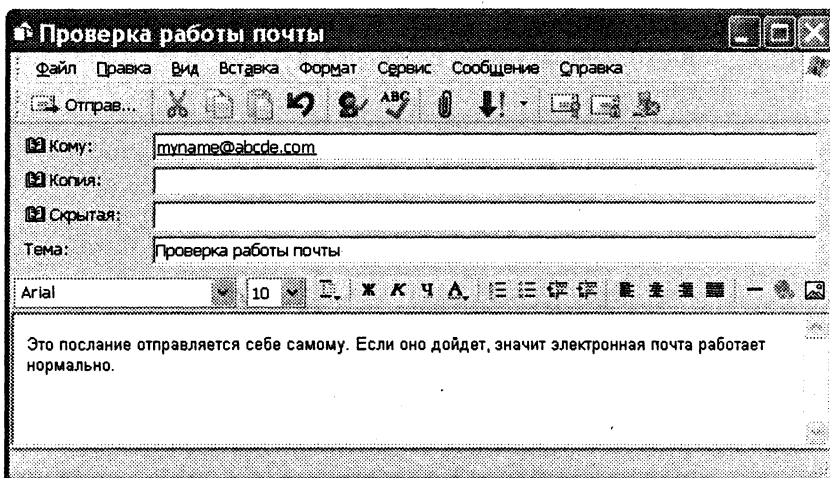 Проверка работы почты
Файл Правка Вид Вставка Формат Сервис Сообщение Справка
Отправ... ABC
Кому: myname@abcde.com
Копия:
Скрытая:
Тема: Проверка работы почты
Arial 10 Ж К Ч А
Это послание отправляется себе самому. Если оно дойдет, значит электронная почта работает
нормально.